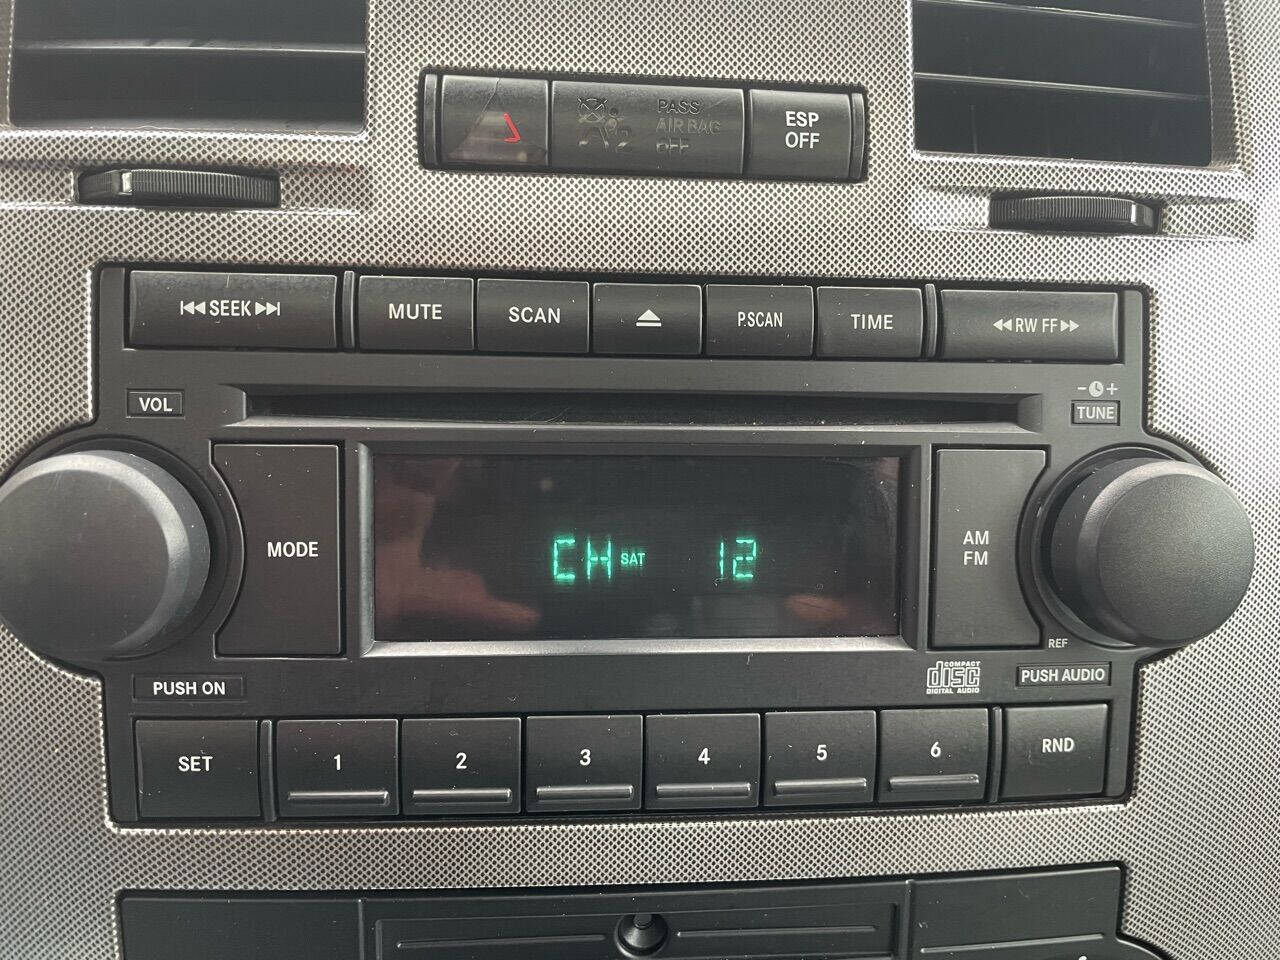 PASS
AIR BAG
OFF
ESP
OFF
SEEK
MUTE
SCAN
P.SCAN
TIME
RW FF
VOL
- +
TUNE
MODE
CH SAT 12
AM
FM
REF
PUSH ON
COMPACT
disc
DIGITAL AUDIO
PUSH AUDIO
SET
1
2
3
4
5
6
RND